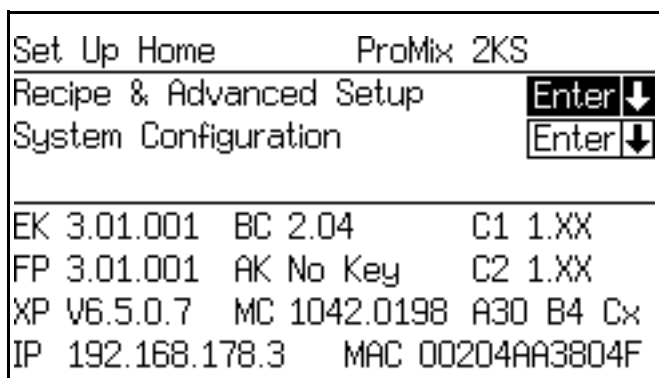 Set Up Home ProMix 2KS
Recipe & Advanced Setup Enter
System Configuration Enter
EK 3.01.001 BC 2.04 C1 1.XX
FP 3.01.001 AK No Key C2 1.XX
XP V6.5.0.7 MC 1042.0198 A30 B4 Cx
IP 192.168.178.3 MAC 00204AA3804F